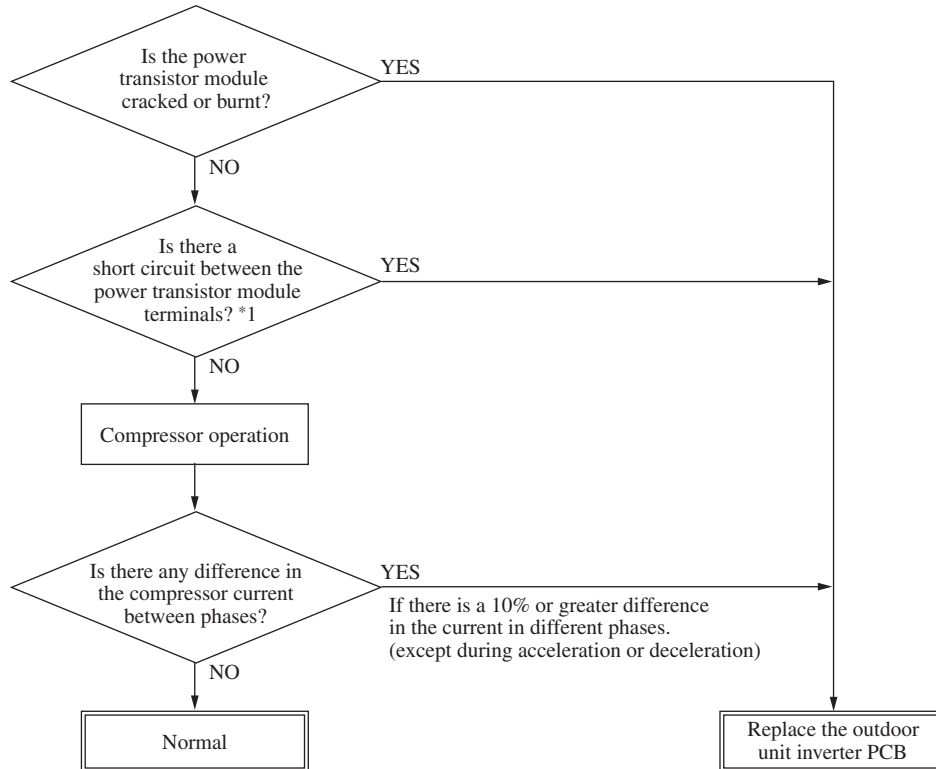 Is the power
transistor module
cracked or burnt?
YES
NO
Is there a
short circuit between the
power transistor module
terminals? *1
YES
NO
Compressor operation
Is there any difference in
the compressor current
between phases?
YES
If there is a 10% or greater difference
in the current in different phases.
(except during acceleration or deceleration)
NO
Normal
Replace the outdoor
unit inverter PCB